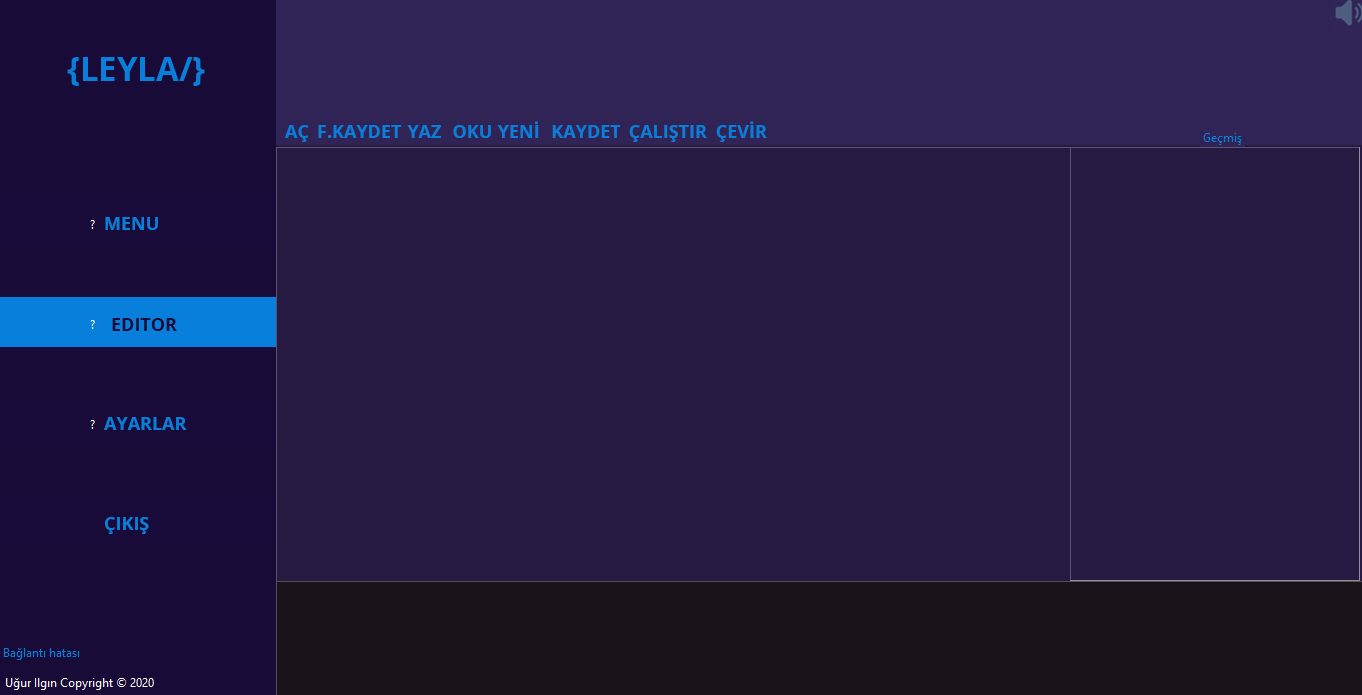 {LEYLA/}
AÇ F.KAYDET YAZ OKU YENİ KAYDET ÇALIŞTIR ÇEVİR
Geçmiş
? MENU
? EDITOR
? AYARLAR
ÇIKIŞ
Bağlantı hatası
Uğur Ilgın Copyright © 2020